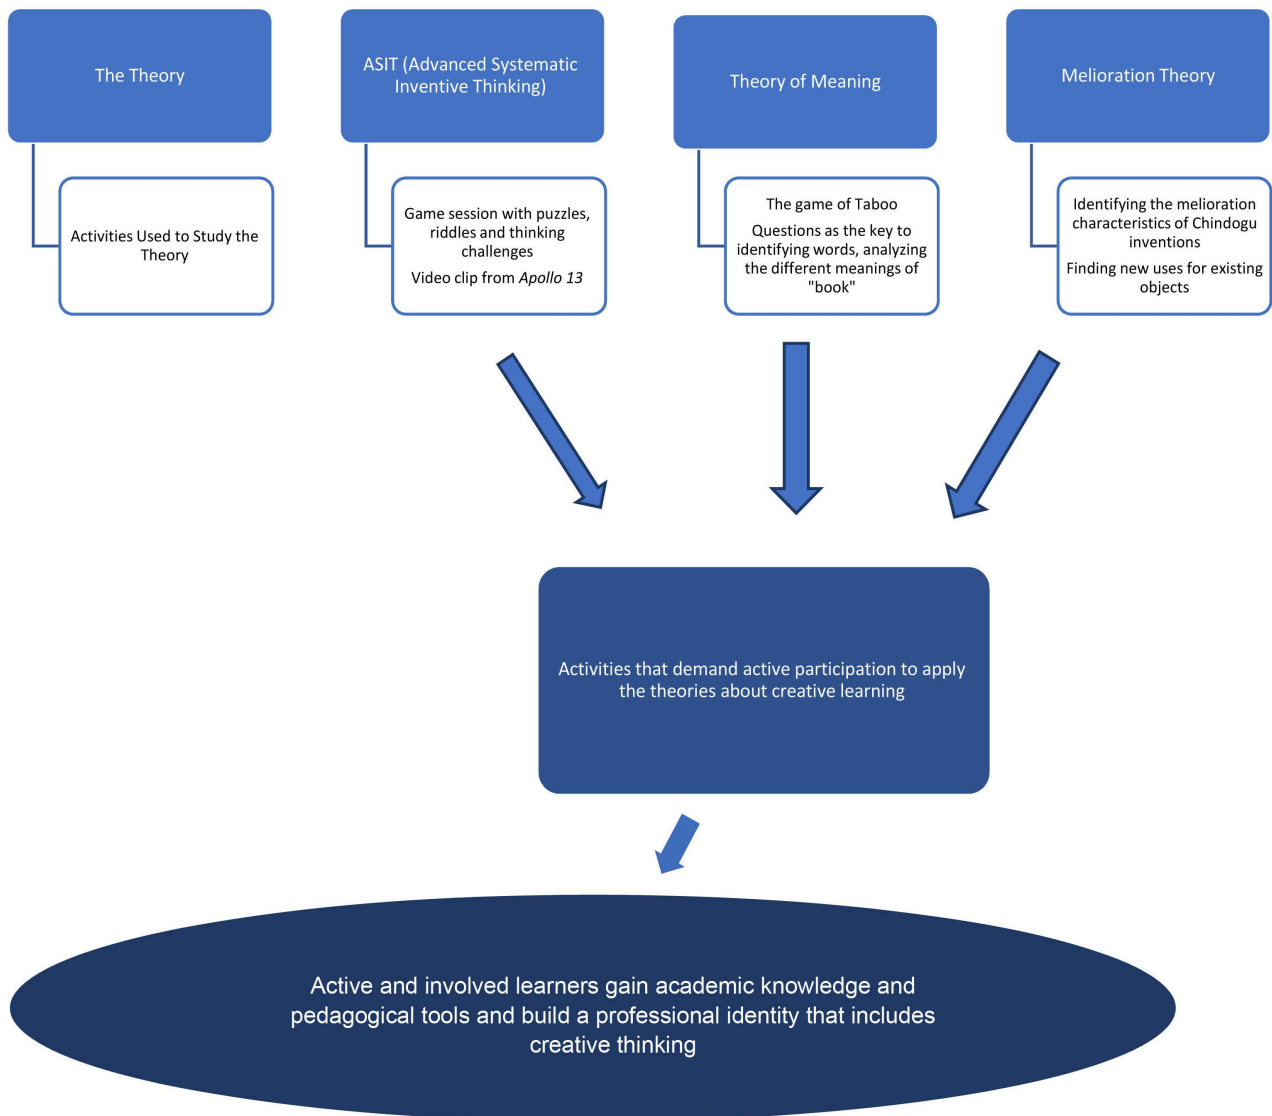 The Theory
Activities Used to Study the
Theory
ASIT (Advanced Systematic
Inventive Thinking)
Game session with puzzles,
riddles and thinking
challenges
Video clip from Apollo 13
Theory of Meaning
The game of Taboo
Questions as the key to
identifying words, analyzing
the different meanings of
"book"
Melioration Theory
Identifying the melioration
characteristics of Chindogu
inventions
Finding new uses for existing
objects
Activities that demand active participation to apply
the theories about creative learning
Active and involved learners gain academic knowledge and
pedagogical tools and build a professional identity that includes
creative thinking